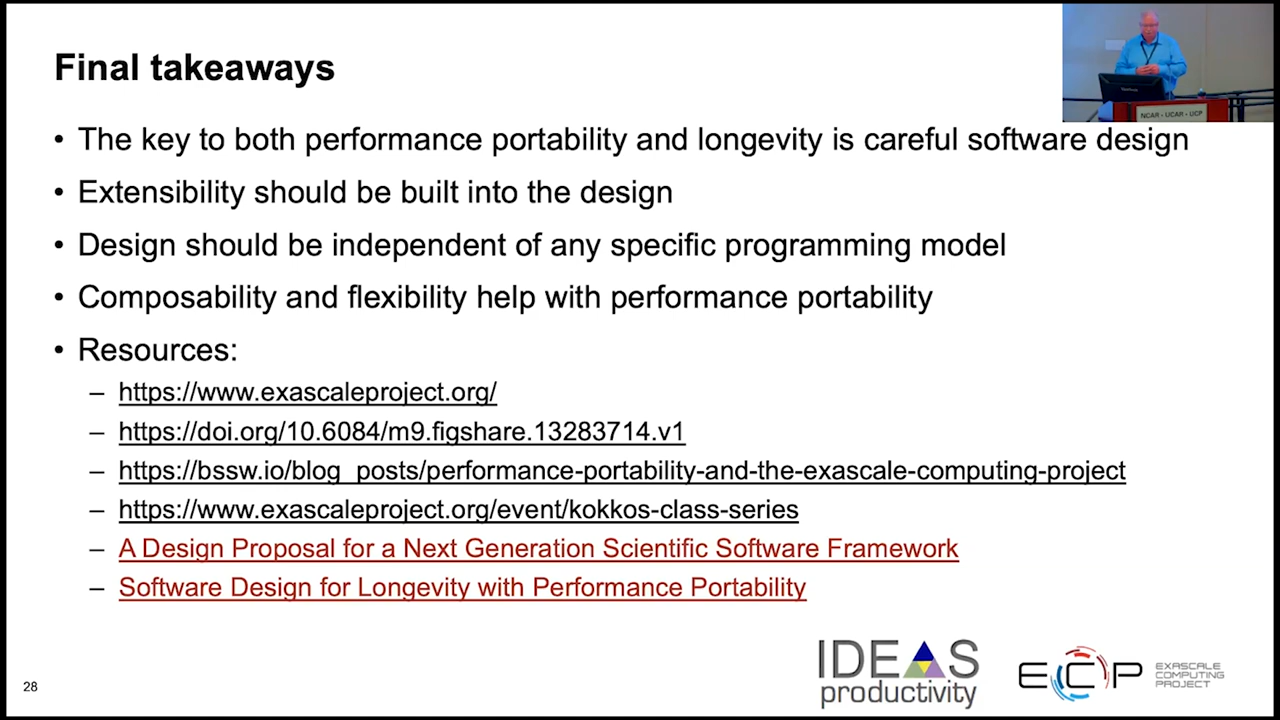 Final takeaways
NCAR - UCAR - UCP
• The key to both performance portability and longevity is careful software design
• Extensibility should be built into the design
• Design should be independent of any specific programming model
• Composability and flexibility help with performance portability
• Resources:
– https://www.exascaleproject.org/
– https://doi.org/10.6084/m9.figshare.13283714.v1
– https://bssw.io/blog_posts/performance-portability-and-the-exascale-computing-project
– https://www.exascaleproject.org/event/kokkos-class-series
– A Design Proposal for a Next Generation Scientific Software Framework
– Software Design for Longevity with Performance Portability
28
IDEAS
productivity
ECP
EXASCALE
COMPUTING
PROJECT